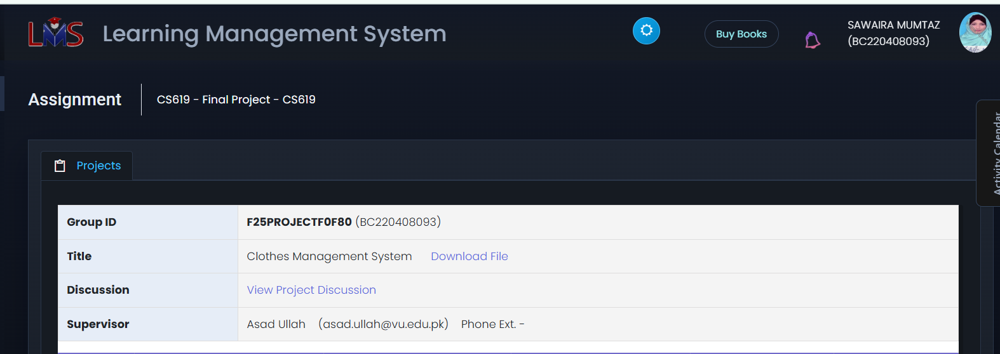 LMS Learning Management System
Buy Books
SAWAIRA MUMTAZ
(BC220408093)
Assignment
CS619 - Final Project - CS619
Activity Calendar
Projects
Group ID F25PROJECTF0F80 (BC220408093)
Title Clothes Management System Download File
Discussion View Project Discussion
Supervisor Asad Ullah (asad.ullah@vu.edu.pk) Phone Ext. -